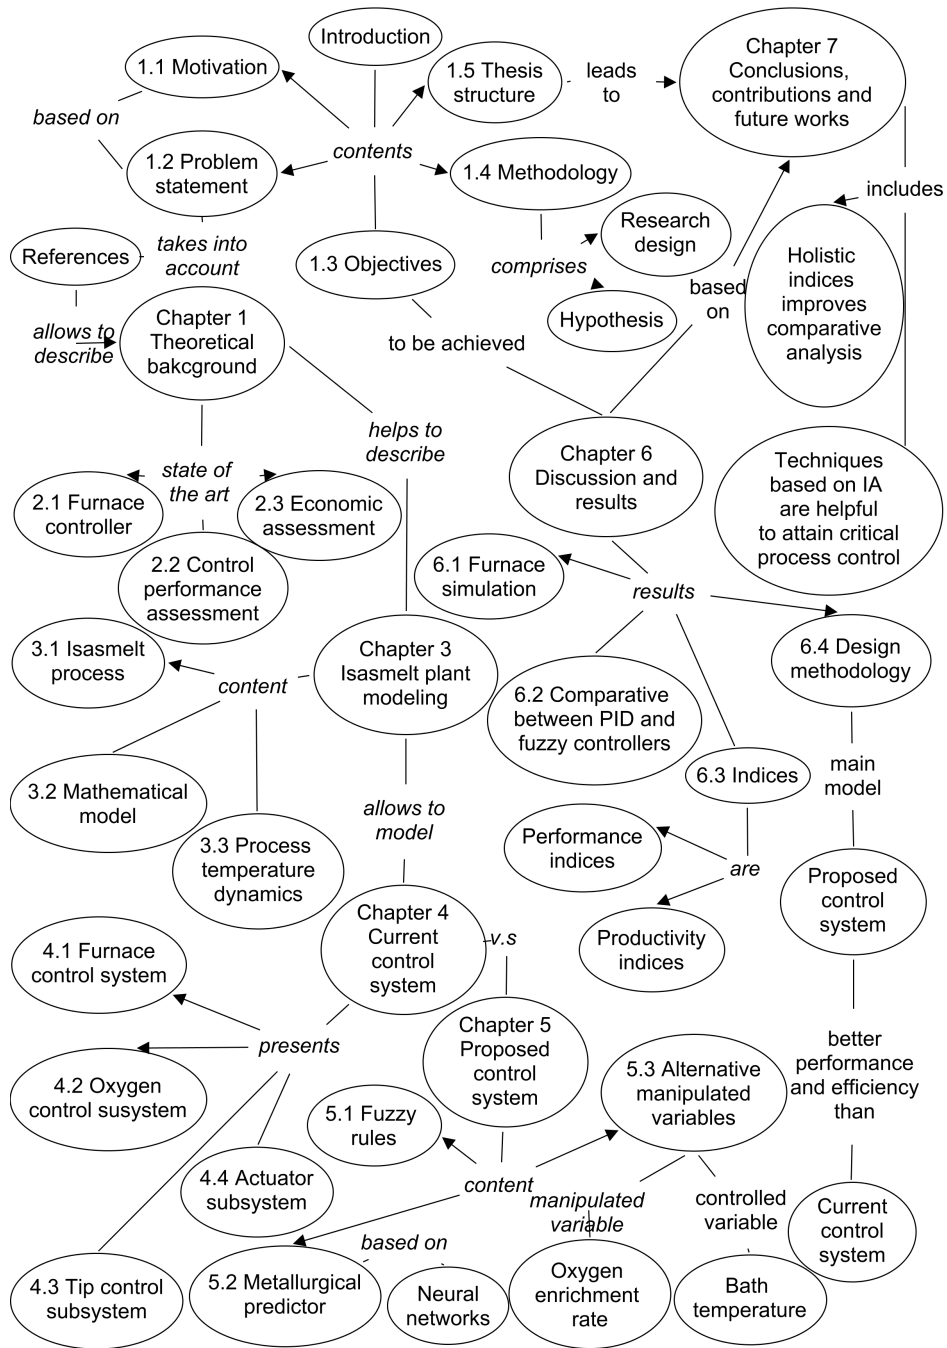 Introduction
1.1 Motivation
1.5 Thesis
structure
leads
to
Chapter 7
Conclusions,
contributions and
future works
based on
contents
1.2 Problem
statement
1.4 Methodology
includes
References
takes into
account
1.3 Objectives
comprises
Research
design
Hypothesis
based
on
Holistic
indices
improves
comparative
analysis
allows to
describe
Chapter 1
Theoretical
bakcground
to be achieved
helps to
describe
state of
the art
2.1 Furnace
controller
2.3 Economic
assessment
2.2 Control
performance
assessment
Chapter 6
Discussion and
results
Techniques
based on IA
are helpful
to attain critical
process control
6.1 Furnace
simulation
results
3.1 Isasmelt
process
content
Chapter 3
Isasmelt plant
modeling
6.2 Comparative
between PID and
fuzzy controllers
6.4 Design
methodology
6.3 Indices
main
model
3.2 Mathematical
model
3.3 Process
temperature
dynamics
allows to
model
Performance
indices
are
Productivity
indices
Proposed
control
system
4.1 Furnace
control system
Chapter 4
Current
control
system
v.s
presents
4.2 Oxygen
control susystem
Chapter 5
Proposed
control
system
5.3 Alternative
manipulated
variables
better
performance
and efficiency
than
5.1 Fuzzy
rules
4.4 Actuator
subsystem
content
manipulated
variable
controlled
variable
Current
control
system
4.3 Tip control
subsystem
5.2 Metallurgical
predictor
based on
Neural
networks
Oxygen
enrichment
rate
Bath
temperature